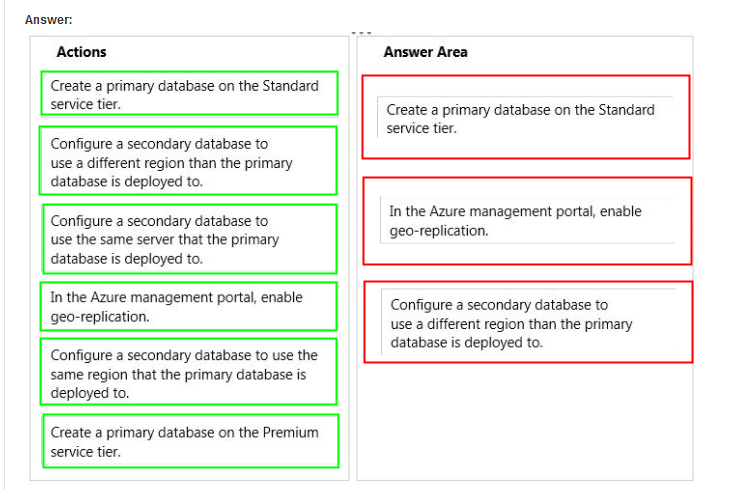 Answer:
Actions
Create a primary database on the Standard
service tier.
Configure a secondary database to
use a different region than the primary
database is deployed to.
Configure a secondary database to
use the same server that the primary
database is deployed to.
In the Azure management portal, enable
geo-replication.
Configure a secondary database to use the
same region that the primary database is
deployed to.
Create a primary database on the Premium
service tier.
Answer Area
Create a primary database on the Standard
service tier.
In the Azure management portal, enable
geo-replication.
Configure a secondary database to
use a different region than the primary
database is deployed to.